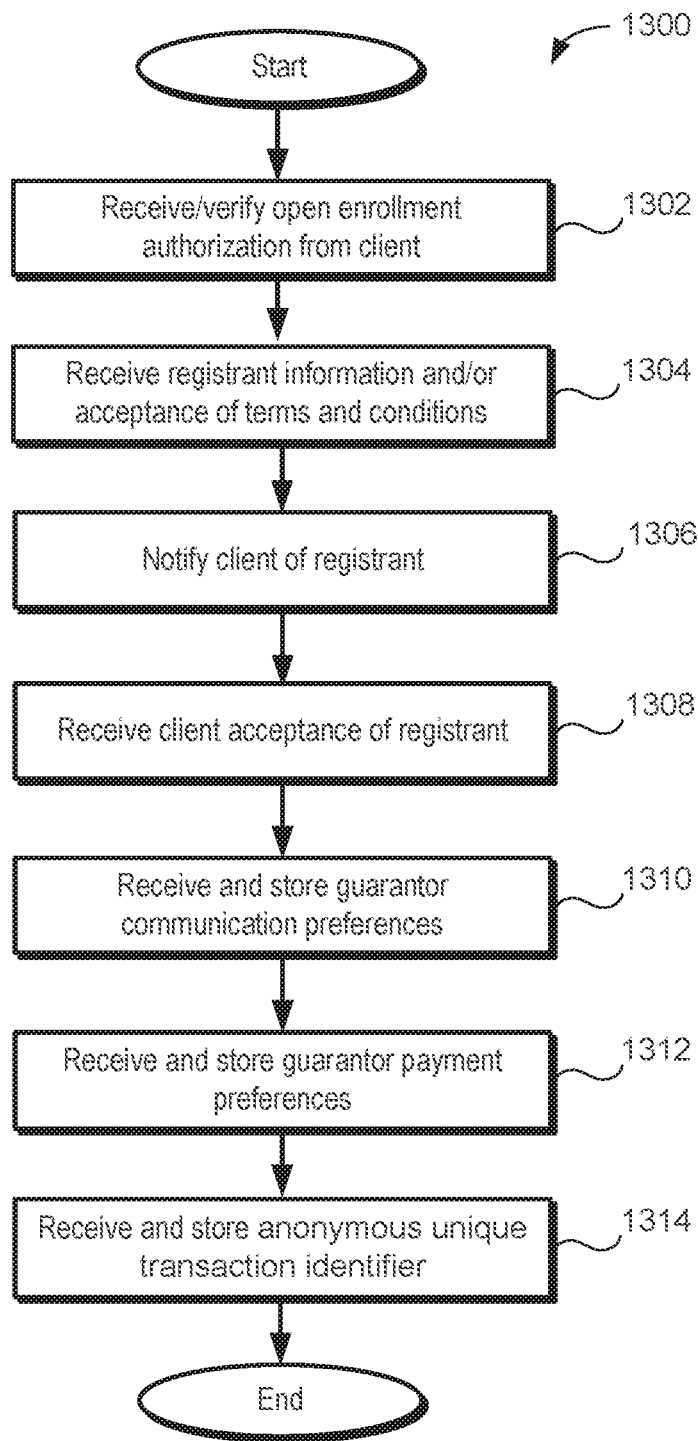 1300
Start
Receive/verify open enrollment
authorization from client
1302
Receive registrant information and/or
acceptance of terms and conditions
1304
Notify client of registrant
1306
Receive client acceptance of registrant
1308
Receive and store guarantor
communication preferences
1310
Receive and store guarantor payment
preferences
1312
Receive and store anonymous unique
transaction identifier
1314
End